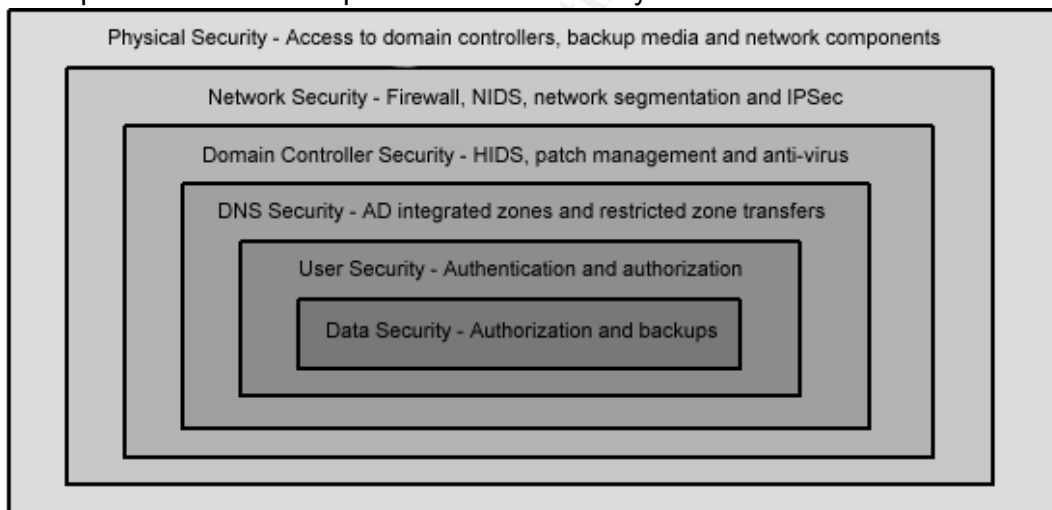 Physical Security - Access to domain controllers, backup media and network components
Network Security - Firewall, NIDS, network segmentation and IPSec
Domain Controller Security - HIDS, patch management and anti-virus
DNS Security - AD integrated zones and restricted zone transfers
User Security - Authentication and authorization
Data Security - Authorization and backups